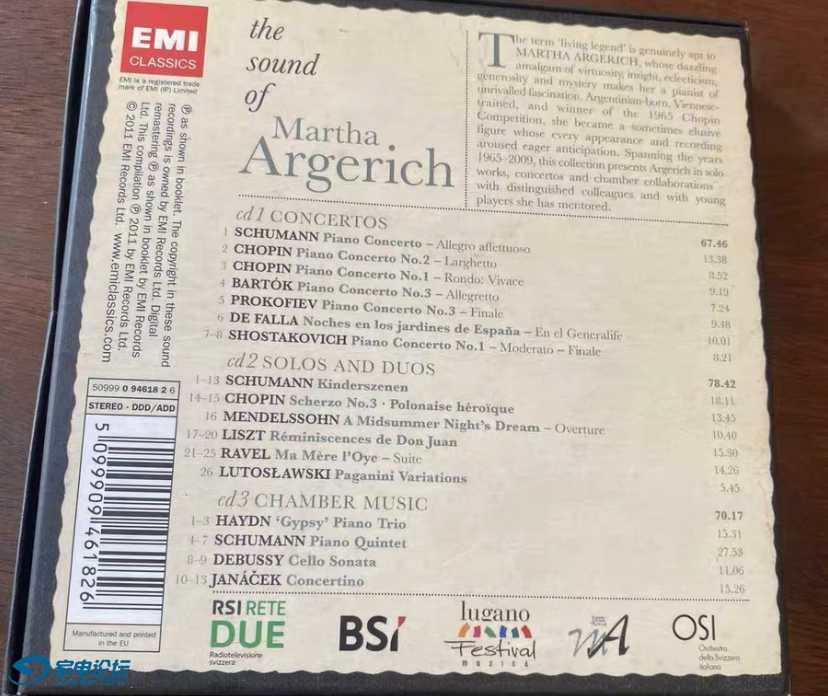 EMI
CLASSICS
EMI is a registered trade
mark of EMI (IP) Limited
℗ as shown in booklet. The copyright in these sound
recordings is owned by EMI Records Ltd. Digital
remastering ℗ as shown in booklet by EMI Records
Ltd. This compilation ℗ 2011 by EMI Records Ltd.
© 2011 EMI Records Ltd. www.emiclassics.com
the
sound
of
Martha
Argerich
The term 'living legend' is genuinely apt to
MARTHA ARGERICH, whose dazzling
amalgam of virtuosity, insight, eclecticism,
generosity and mystery makes her a pianist of
unrivalled fascination. Argentinian-born, Viennese-
trained, and winner of the 1965 Chopin
Competition, she became a sometimes elusive
figure whose every appearance and recording
aroused eager anticipation. Spanning the years
1965-2009, this collection presents Argerich in solo
works, concertos and chamber collaborations
with distinguished colleagues and with young
players she has mentored.
cd1 CONCERTOS 67.46
1 SCHUMANN Piano Concerto – Allegro affettuoso 13.38
2 CHOPIN Piano Concerto No.2 – Larghetto 8.52
3 CHOPIN Piano Concerto No.1 – Rondo: Vivace 9.19
4 BARTÓK Piano Concerto No.3 – Allegretto 7.24
5 PROKOFIEV Piano Concerto No.3 – Finale 9.48
6 DE FALLA Noches en los jardines de España – En el Generalife 10.01
7–8 SHOSTAKOVICH Piano Concerto No.1 – Moderato – Finale 8.21
cd2 SOLOS AND DUOS 78.42
1–13 SCHUMANN Kinderszenen 18.11
14–15 CHOPIN Scherzo No.3 · Polonaise héroïque 13.45
16 MENDELSSOHN A Midsummer Night's Dream – Overture 10.40
17–20 LISZT Réminiscences de Don Juan 15.30
21–25 RAVEL Ma Mère l'Oye – Suite 14.26
26 LUTOSŁAWSKI Paganini Variations 5.45
cd3 CHAMBER MUSIC 70.17
1–3 HAYDN 'Gypsy' Piano Trio 15.31
4–7 SCHUMANN Piano Quintet 27.53
8–9 DEBUSSY Cello Sonata 11.06
10–13 JANÁČEK Concertino 15.26
50999 0 94618 2 6
STEREO · DDD/ADD
5 099909 461826
Manufactured and printed
in the EU
RSI RETE
DUE
Radiotelevisione
svizzera
BSI
lugano
Festival
musica
MA
OSI
Orchestra
della Svizzera
italiana
家电论坛